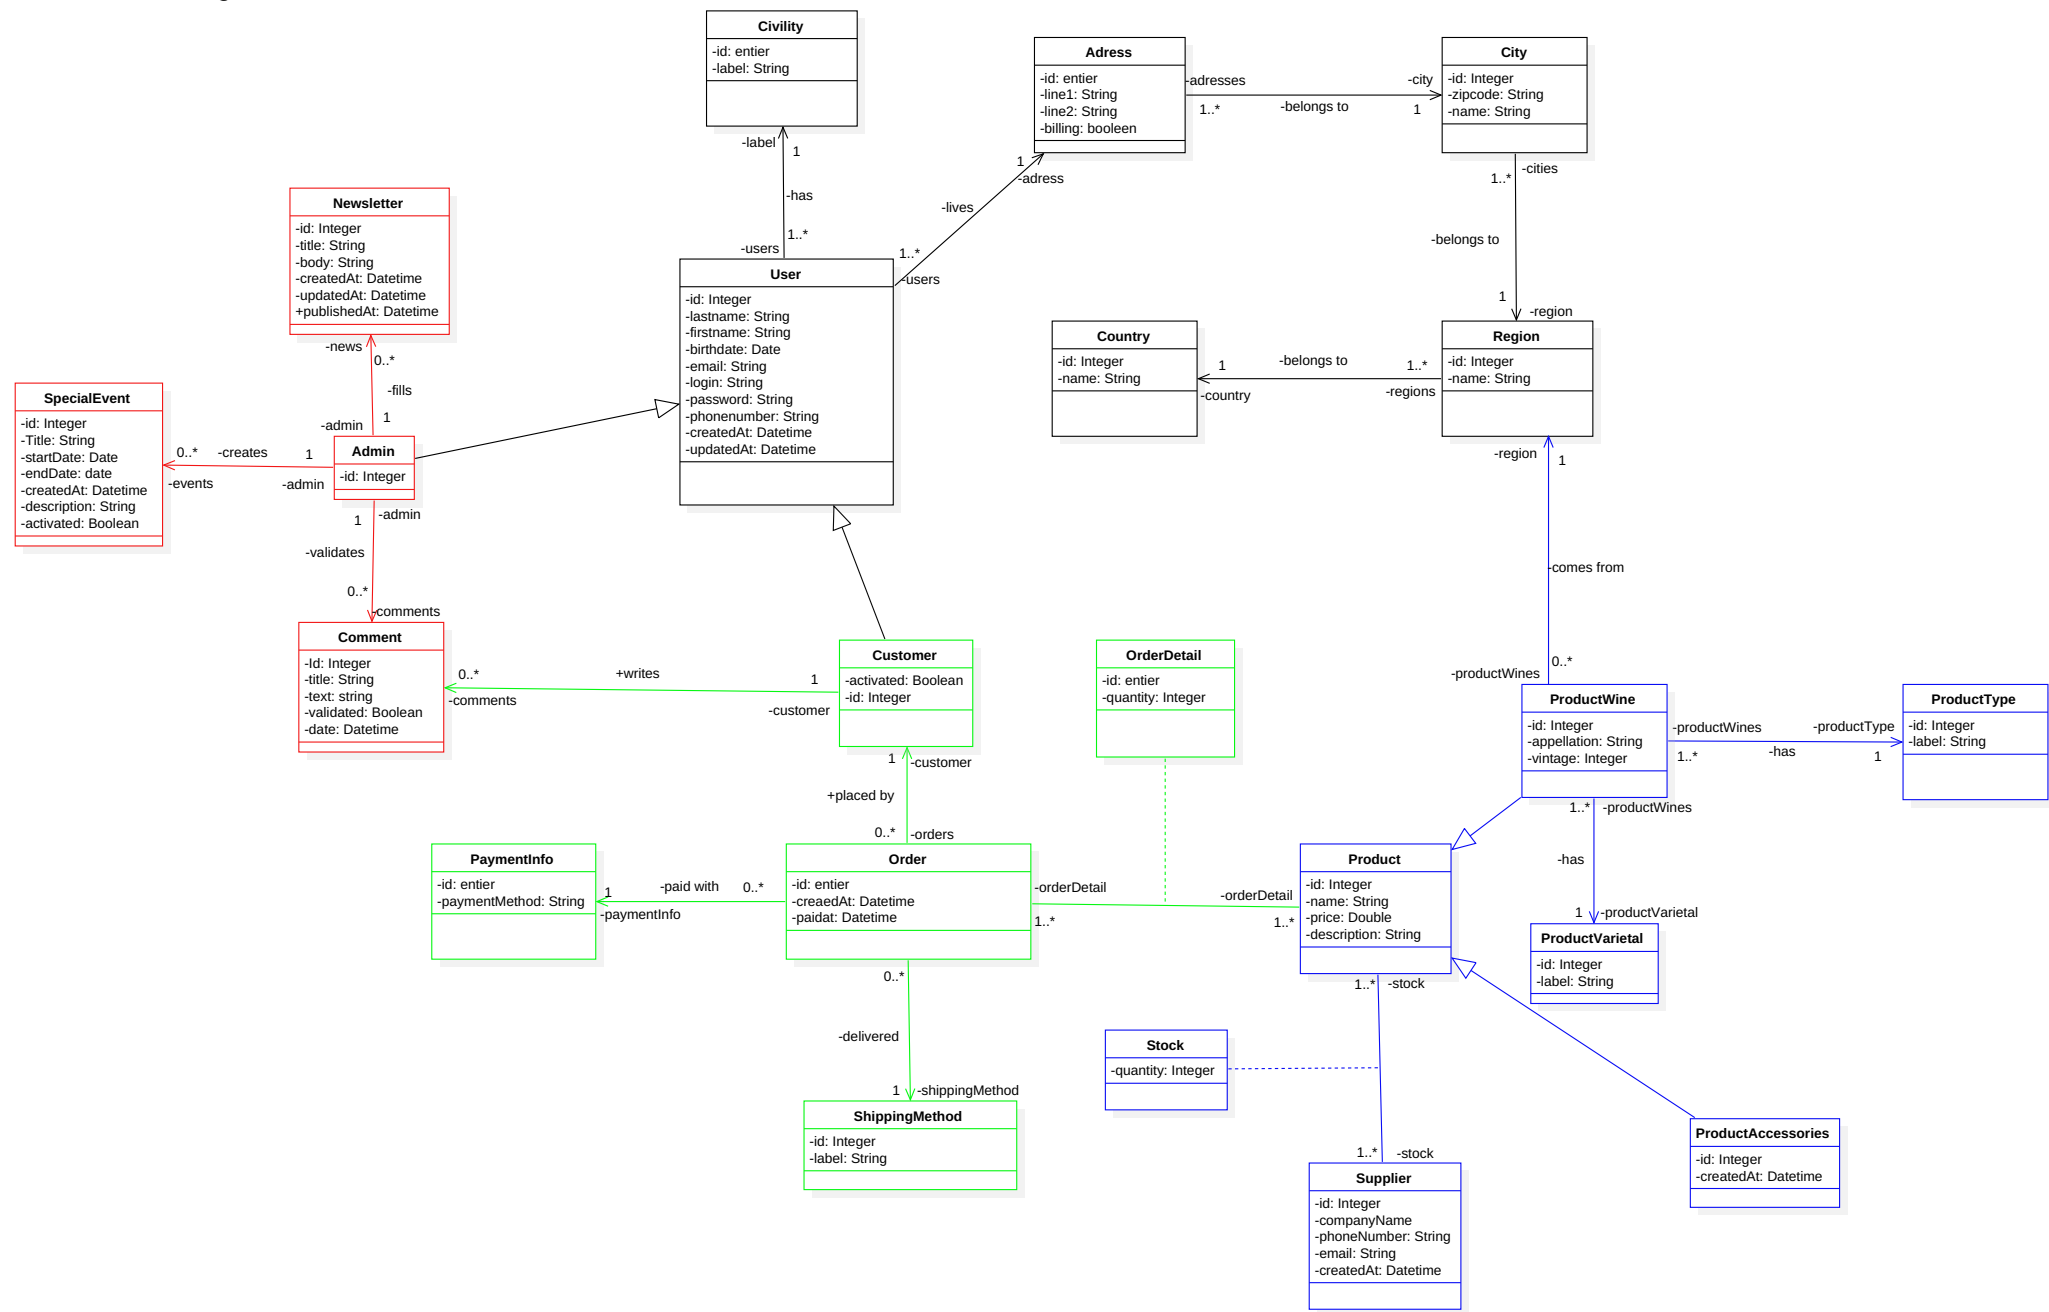 Civility
-id: entier
-label: String
Adress
-id: entier
-line1: String
-line2: String
-billing: booleen
City
-id: Integer
-zipcode: String
-name: String
-adresses
1..*
-belongs to
-city
1
-label
1
-has
1..*
-users
1
-adress
-lives
1..*
-users
-cities
1..*
-belongs to
1
-region
Newsletter
-id: Integer
-title: String
-body: String
-createdAt: Datetime
-updatedAt: Datetime
+publishedAt: Datetime
User
-id: Integer
-lastname: String
-firstname: String
-birthdate: Date
-email: String
-login: String
-password: String
-phonenumber: String
-createdAt: Datetime
-updatedAt: Datetime
Country
-id: Integer
-name: String
1
-country
-belongs to
1..*
-regions
Region
-id: Integer
-name: String
-news
0..*
-fills
1
-admin
SpecialEvent
-id: Integer
-Title: String
-startDate: Date
-endDate: date
-createdAt: Datetime
-description: String
-activated: Boolean
0..*
-events
-creates
1
-admin
Admin
-id: Integer
1
-admin
-validates
0..*
-comments
-region
1
-comes from
0..*
-productWines
Comment
-Id: Integer
-title: String
-text: string
-validated: Boolean
-date: Datetime
0..*
-comments
+writes
1
-customer
Customer
-activated: Boolean
-id: Integer
OrderDetail
-id: entier
-quantity: Integer
ProductWine
-id: Integer
-appellation: String
-vintage: Integer
-productWines
1..*
-has
-productType
1
ProductType
-id: Integer
-label: String
1
-customer
+placed by
0..*
-orders
1..*
-productWines
-has
1
-productVarietal
PaymentInfo
-id: entier
-paymentMethod: String
1
-paymentInfo
-paid with
0..*
Order
-id: entier
-creaedAt: Datetime
-paidat: Datetime
-orderDetail
1..*
-orderDetail
1..*
Product
-id: Integer
-name: String
-price: Double
-description: String
ProductVarietal
-id: Integer
-label: String
0..*
-delivered
1
-shippingMethod
1..*
-stock
Stock
-quantity: Integer
1..*
-stock
ShippingMethod
-id: Integer
-label: String
ProductAccessories
-id: Integer
-createdAt: Datetime
Supplier
-id: Integer
-companyName
-phoneNumber: String
-email: String
-createdAt: Datetime